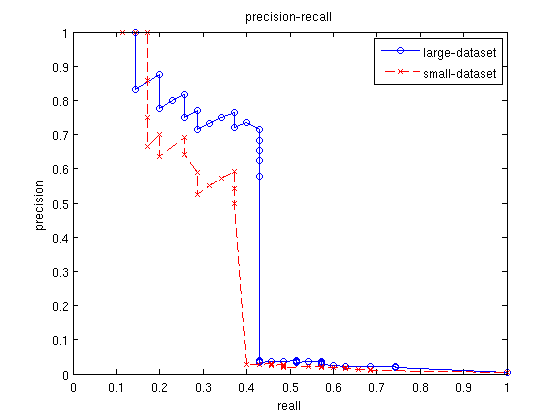 precision-recall
large-dataset
small-dataset
precision
1
0.9
0.8
0.7
0.6
0.5
0.4
0.3
0.2
0.1
0
0 0.1 0.2 0.3 0.4 0.5 0.6 0.7 0.8 0.9 1
reall